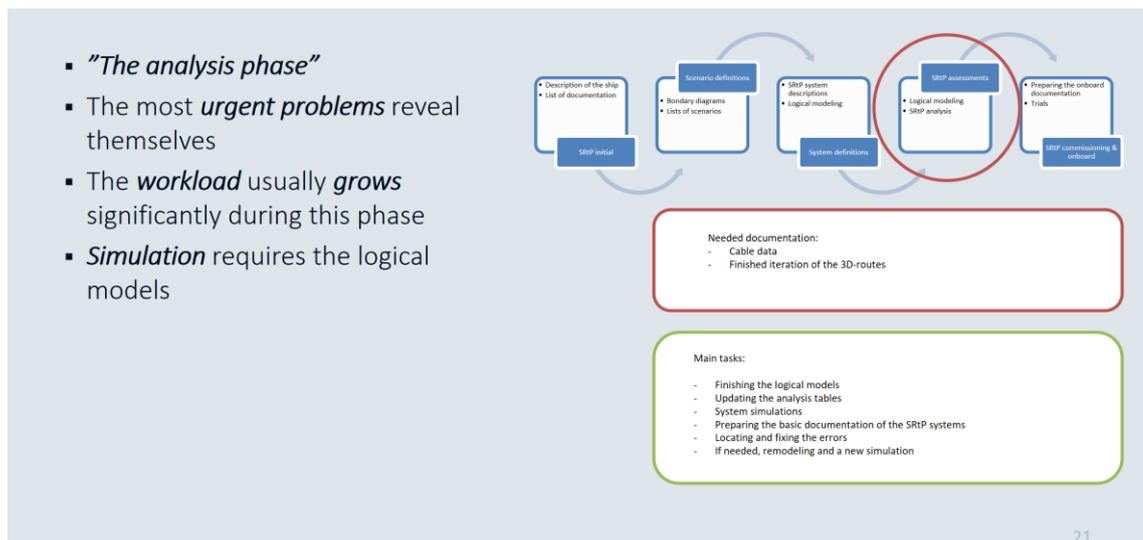 "The analysis phase"
The most urgent problems reveal
themselves
The workload usually grows
significantly during this phase
Simulation requires the logical
models
• Description of the ship
• List of documentation
SRtP initial
Scenario definitions
• Bondary diagrams
• Lists of scenarios
• SRtP system
descriptions
• Logical modeling
System definitions
SRtP assessments
• Logical modeling
• SRtP analysis
• Preparing the onboard
documentation
• Trials
SRtP commissioning &
onboard
Needed documentation:
- Cable data
- Finished iteration of the 3D-routes
Main tasks:
- Finishing the logical models
- Updating the analysis tables
- System simulations
- Preparing the basic documentation of the SRtP systems
- Locating and fixing the errors
- If needed, remodeling and a new simulation
21